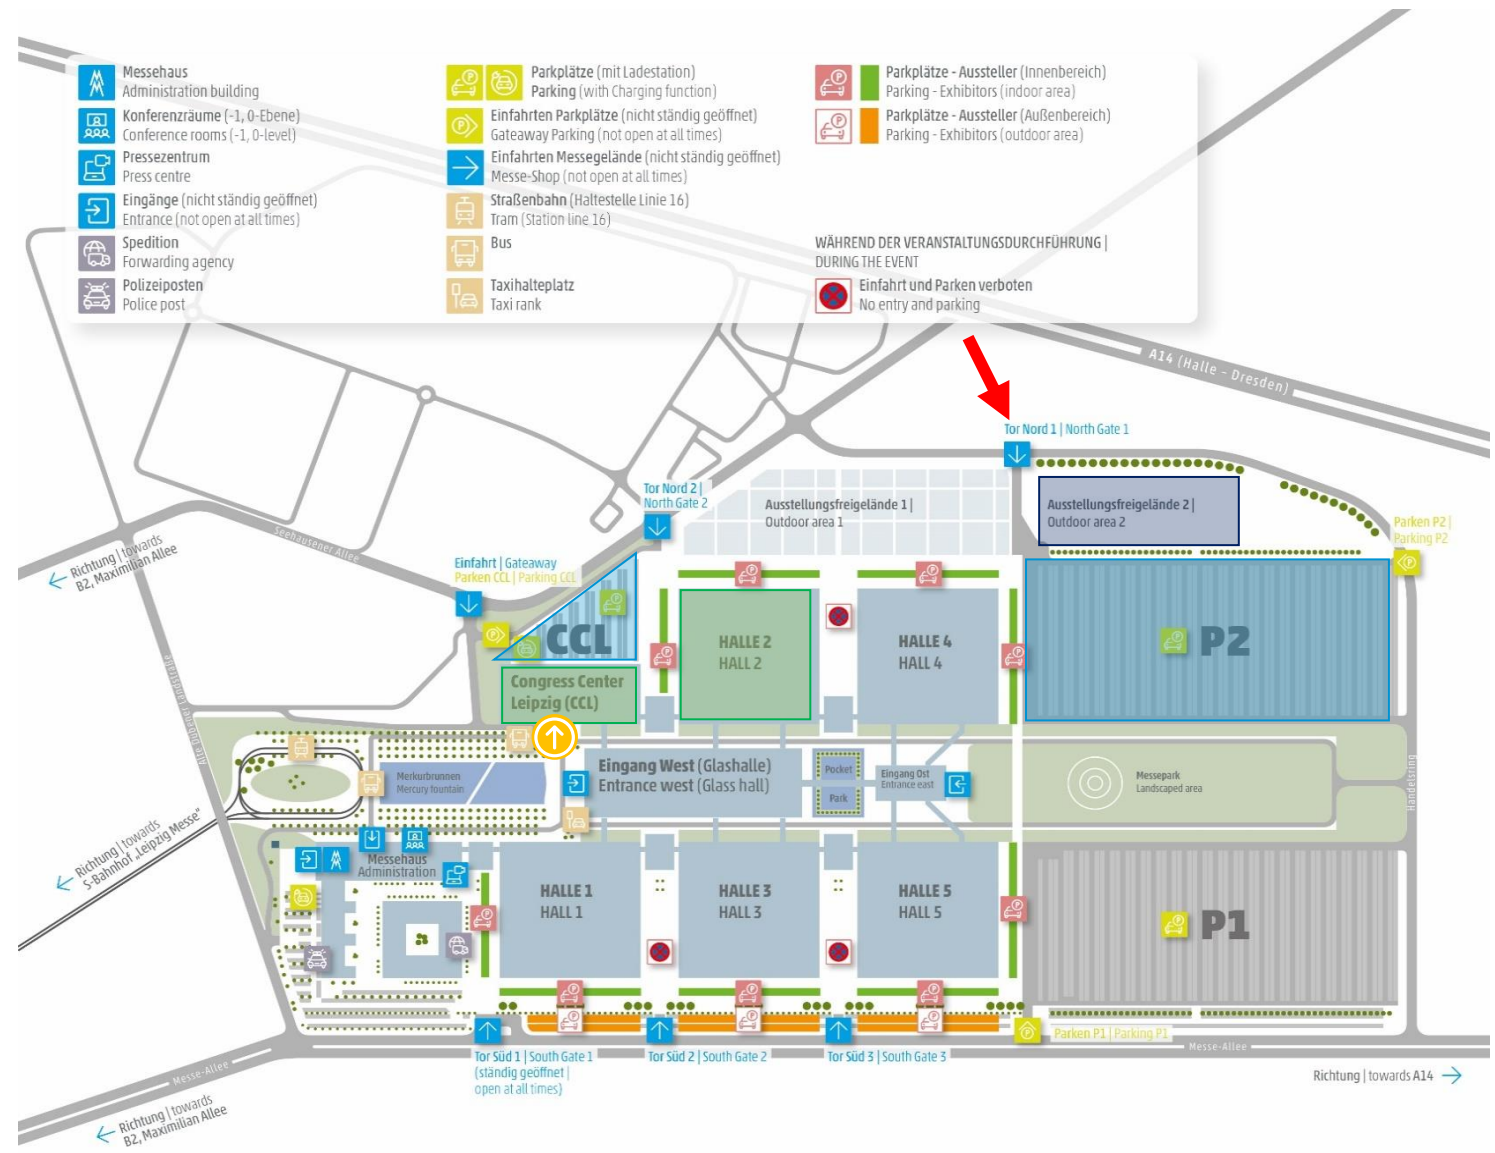 Messehaus
Administration building
Konferenzräume (-1, 0-Ebene)
Conference rooms (-1, 0-level)
Pressezentrum
Press centre
Eingänge (nicht ständig geöffnet)
Entrance (not open at all times)
Spedition
Forwarding agency
Polizeiposten
Police post
Parkplätze (mit Ladestation)
Parking (with Charging function)
Einfahrten Parkplätze (nicht ständig geöffnet)
Gateaway Parking (not open at all times)
Einfahrten Messegelände (nicht ständig geöffnet)
Messe-Shop (not open at all times)
Straßenbahn (Haltestelle Linie 16)
Tram (Station line 16)
Bus
Taxihalteplatz
Taxi rank
Parkplätze - Aussteller (Innenbereich)
Parking - Exhibitors (indoor area)
Parkplätze - Aussteller (Außenbereich)
Parking - Exhibitors (outdoor area)
WÄHREND DER VERANSTALTUNGSDURCHFÜHRUNG |
DURING THE EVENT
Einfahrt und Parken verboten
No entry and parking
A14 (Halle - Dresden)
Tor Nord 1 | North Gate 1
Tor Nord 2 |
North Gate 2
Ausstellungsfreigelände 1 |
Outdoor area 1
Ausstellungsfreigelände 2 |
Outdoor area 2
Parken P2 |
Parking P2
Seehausener Allee
Richtung | towards
B2, Maximilian Allee
Einfahrt | Gateaway
Parken CCL | Parking CCL
CCL
Congress Center
Leipzig (CCL)
HALLE 2
HALL 2
HALLE 4
HALL 4
P2
Alte Dübener Landstraße
Merkurbrunnen
Mercury fountain
Eingang West (Glashalle)
Entrance west (Glass hall)
Pocket
Park
Eingang Ost
Entrance east
Messepark
Landscaped area
Handelsring
Richtung | towards
S-Bahnhof „Leipzig Messe“
Messehaus
Administration
HALLE 1
HALL 1
HALLE 3
HALL 3
HALLE 5
HALL 5
P1
Parken P1 | Parking P1
Tor Süd 1 | South Gate 1
(ständig geöffnet |
open at all times)
Tor Süd 2 | South Gate 2
Tor Süd 3 | South Gate 3
Messe-Allee
Messe-Allee
Richtung | towards A14
Richtung | towards
B2, Maximilian Allee